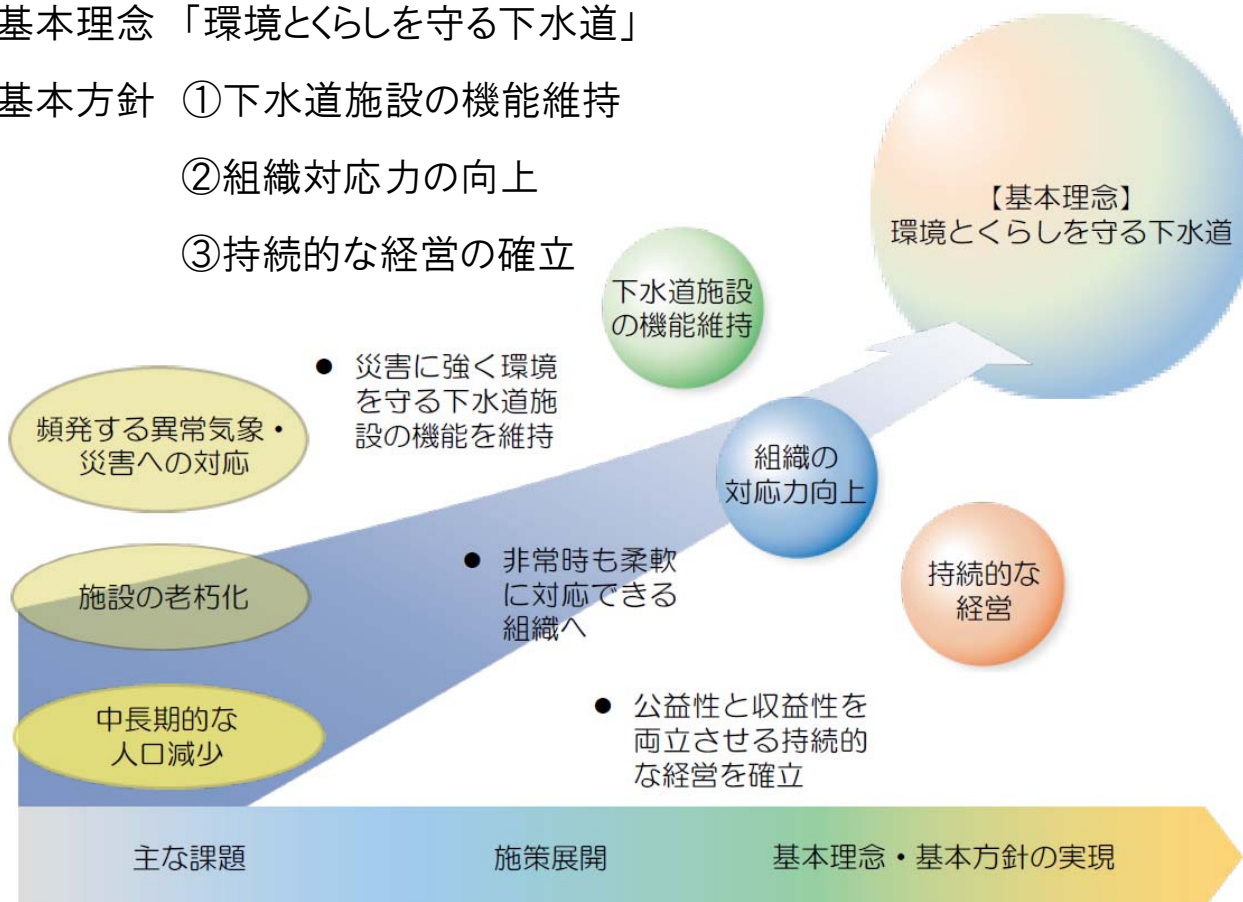 基本理念 「環境とくらしを守る下水道」
基本方針 ①下水道施設の機能維持
②組織対応力の向上
③持続的な経営の確立
【基本理念】
環境とくらしを守る下水道
下水道施設
の機能維持
● 災害に強く環境
を守る下水道施
設の機能を維持
頻発する異常気象・
災害への対応
組織の
対応力向上
● 非常時も柔軟
に対応できる
組織へ
持続的な
経営
施設の老朽化
中長期的な
人口減少
● 公益性と収益性を
両立させる持続的
な経営を確立
主な課題
施策展開
基本理念・基本方針の実現